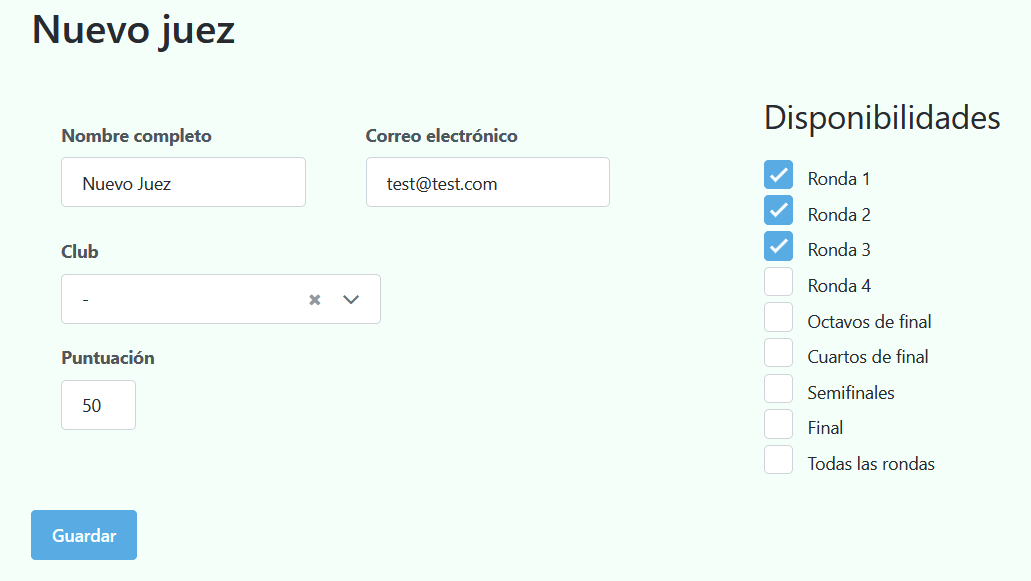 Nuevo juez
Nombre completo
Correo electrónico
Nuevo Juez
test@test.com
Club
-
Puntuación
50
Guardar
Disponibilidades
Ronda 1
Ronda 2
Ronda 3
Ronda 4
Octavos de final
Cuartos de final
Semifinales
Final
Todas las rondas